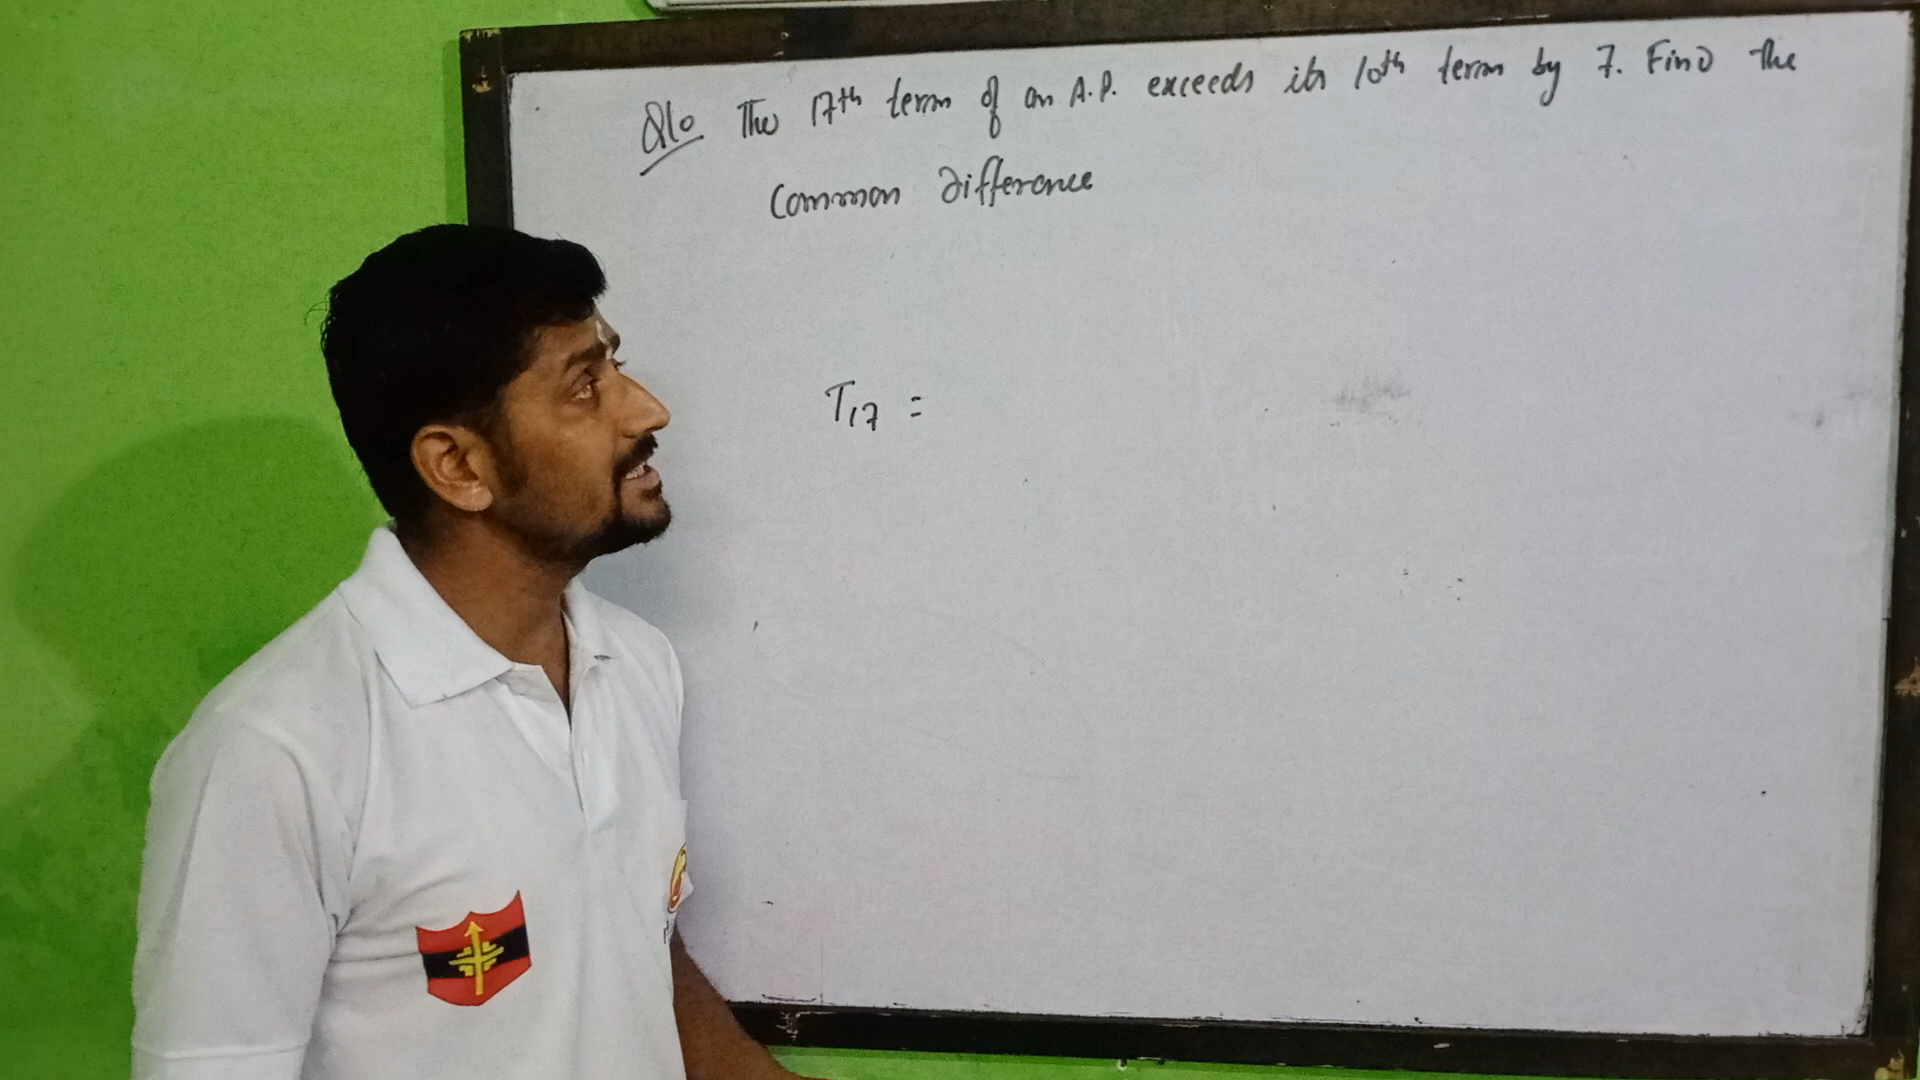 Q10 The 17th term of an A.P. exceeds its 10th term by 7. Find the
Common difference
T17 =